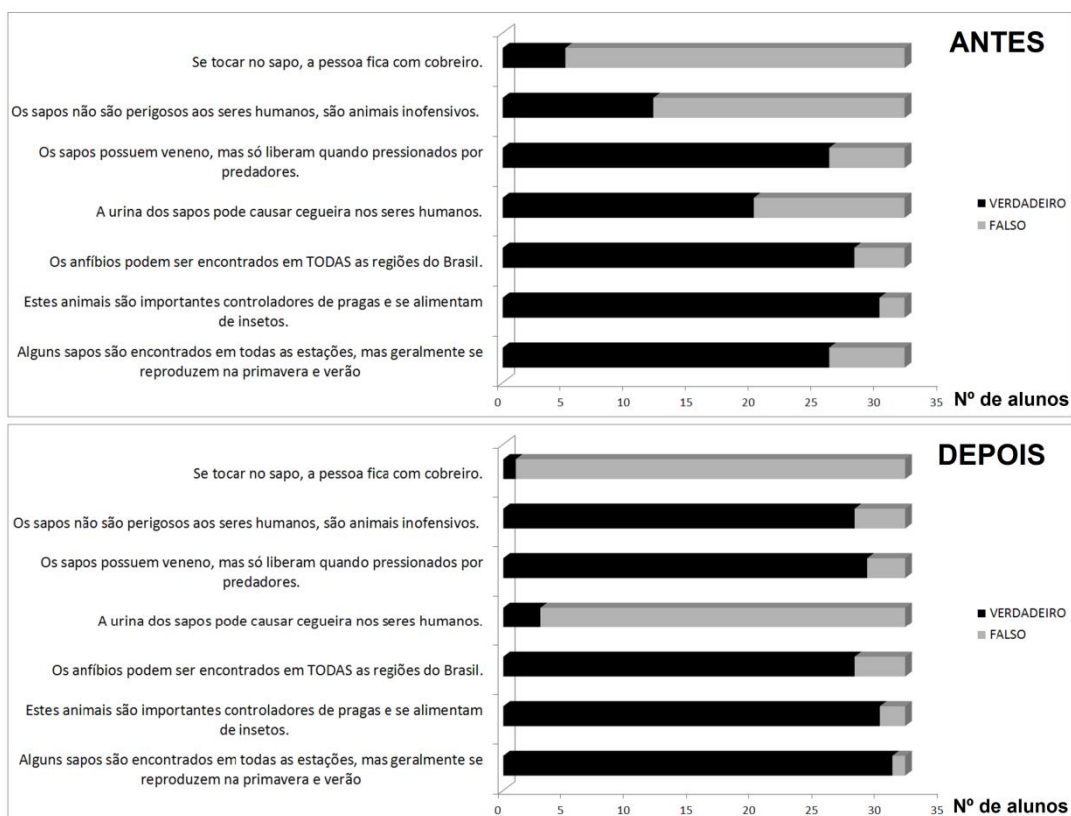 ANTES
Se tocar no sapo, a pessoa fica com cobreiro.
Os sapos não são perigosos aos seres humanos, são animais inofensivos.
Os sapos possuem veneno, mas só liberam quando pressionados por
predadores.
A urina dos sapos pode causar cegueira nos seres humanos.
Os anfíbios podem ser encontrados em TODAS as regiões do Brasil.
Estes animais são importantes controladores de pragas e se alimentam
de insetos.
Alguns sapos são encontrados em todas as estações, mas geralmente se
reproduzem na primavera e verão
VERDADEIRO
FALSO
0 5 10 15 20 25 30 35 Nº de alunos
DEPOIS
Se tocar no sapo, a pessoa fica com cobreiro.
Os sapos não são perigosos aos seres humanos, são animais inofensivos.
Os sapos possuem veneno, mas só liberam quando pressionados por
predadores.
A urina dos sapos pode causar cegueira nos seres humanos.
Os anfíbios podem ser encontrados em TODAS as regiões do Brasil.
Estes animais são importantes controladores de pragas e se alimentam
de insetos.
Alguns sapos são encontrados em todas as estações, mas geralmente se
reproduzem na primavera e verão
VERDADEIRO
FALSO
0 5 10 15 20 25 30 35 Nº de alunos